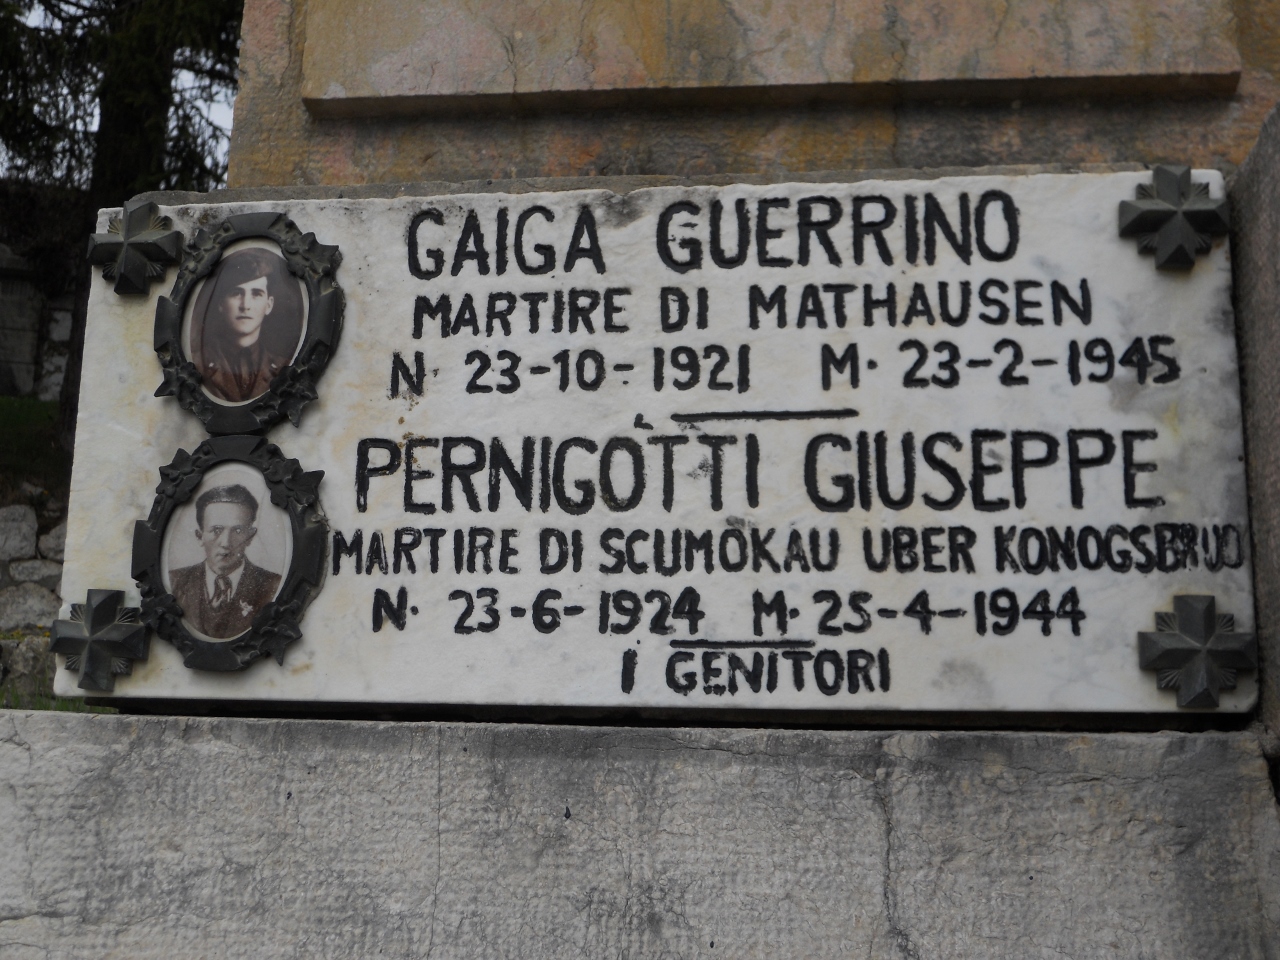 GAIGA GUERRINO
MARTIRE DI MATHAUSEN
N. 23-10-1921 M. 23-2-1945
PERNIGOTTI GIUSEPPE
MARTIRE DI SCUMOKAU UBER KONOGSBRUO
N. 23-6-1924 M. 25-4-1944
I GENITORI